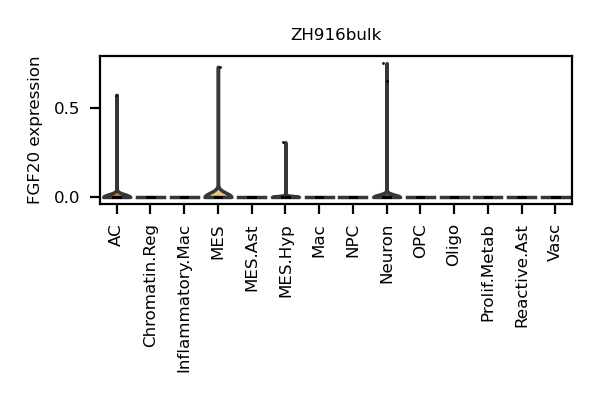 ZH916bulk
FGF20 expression
0.5
0.0
AC
Chromatin.Reg
Inflammatory.Mac
MES
MES.Ast
MES.Hyp
Mac
NPC
Neuron
OPC
Oligo
Prolif.Metab
Reactive.Ast
Vasc